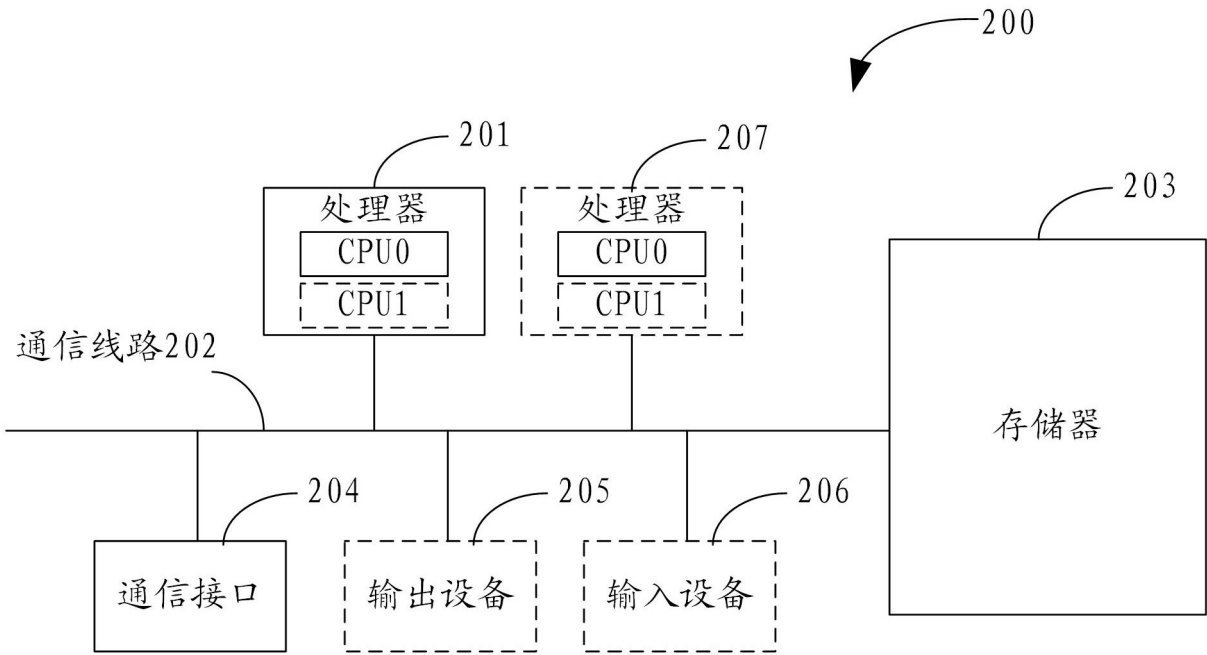 200
201
207
203
处理器
处理器
CPU0
CPU0
CPU1
CPU1
通信线路202
存储器
204
205
206
通信接口
输出设备
输入设备